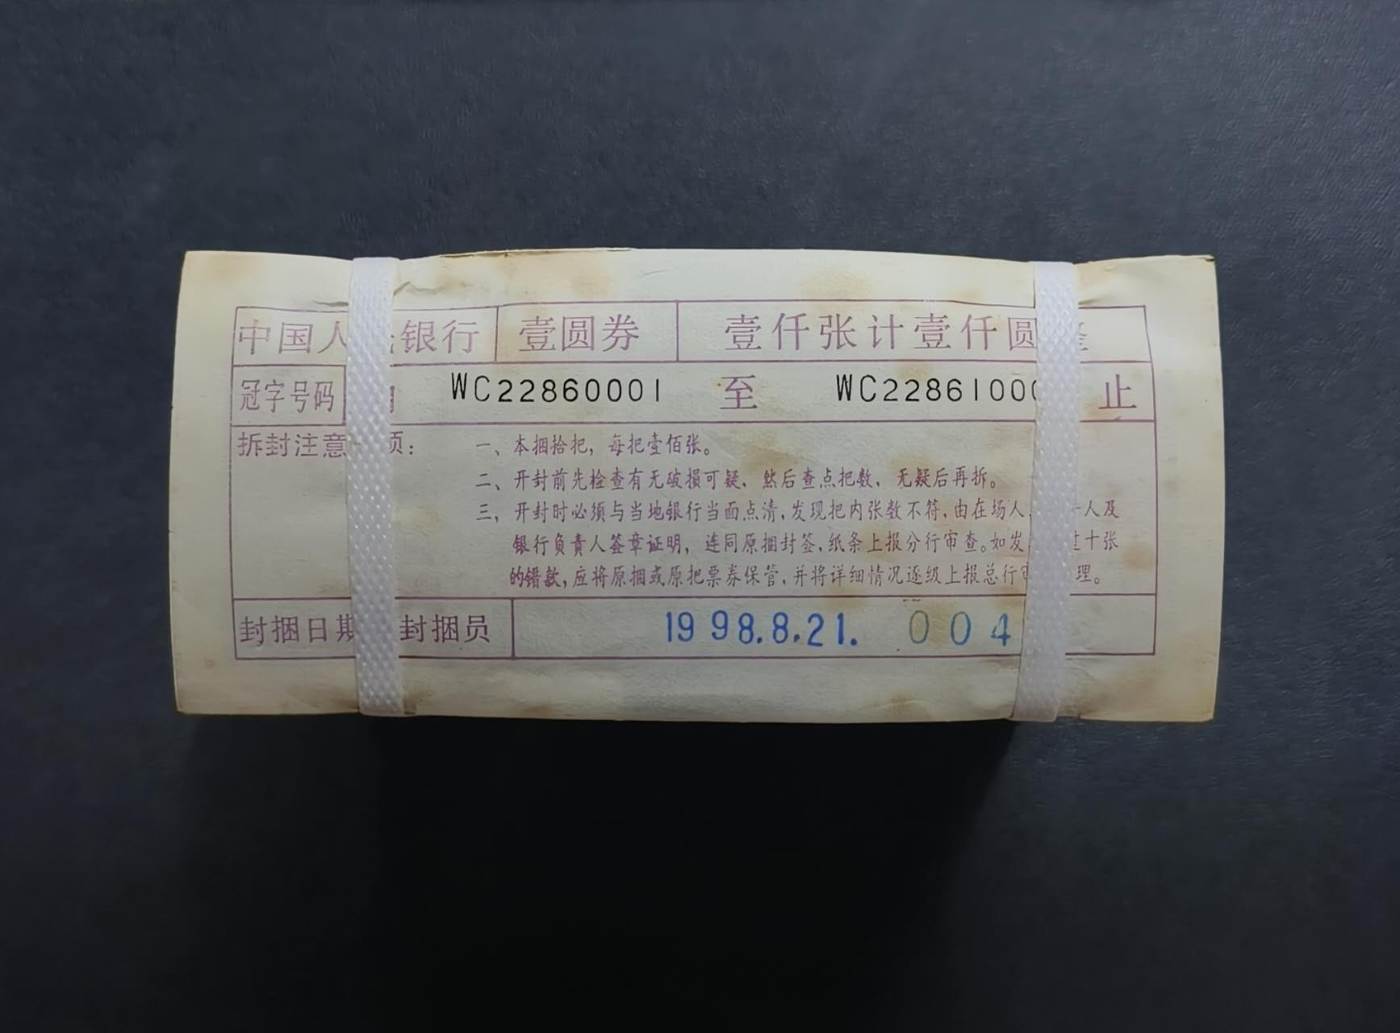 中国人 银行 壹圆券 壹仟张计壹仟圆
冠字号码 WC22860001 至 WC2286100 止
拆封注意 项：
一、本捆拾把，每把壹佰张。
二、开封前先检查有无破损可疑、然后查点把数、无疑后再拆。
三、开封时必须与当地银行当面点清，发现把内张数不符，由在场人 人及
银行负责人签章证明，连同原捆封签，纸条上报分行审查。如发 十张
的错款，应将原捆或原把票券保管，并将详细情况逐级上报总行 理。
封捆日期 封捆员 1998.8.21. 004